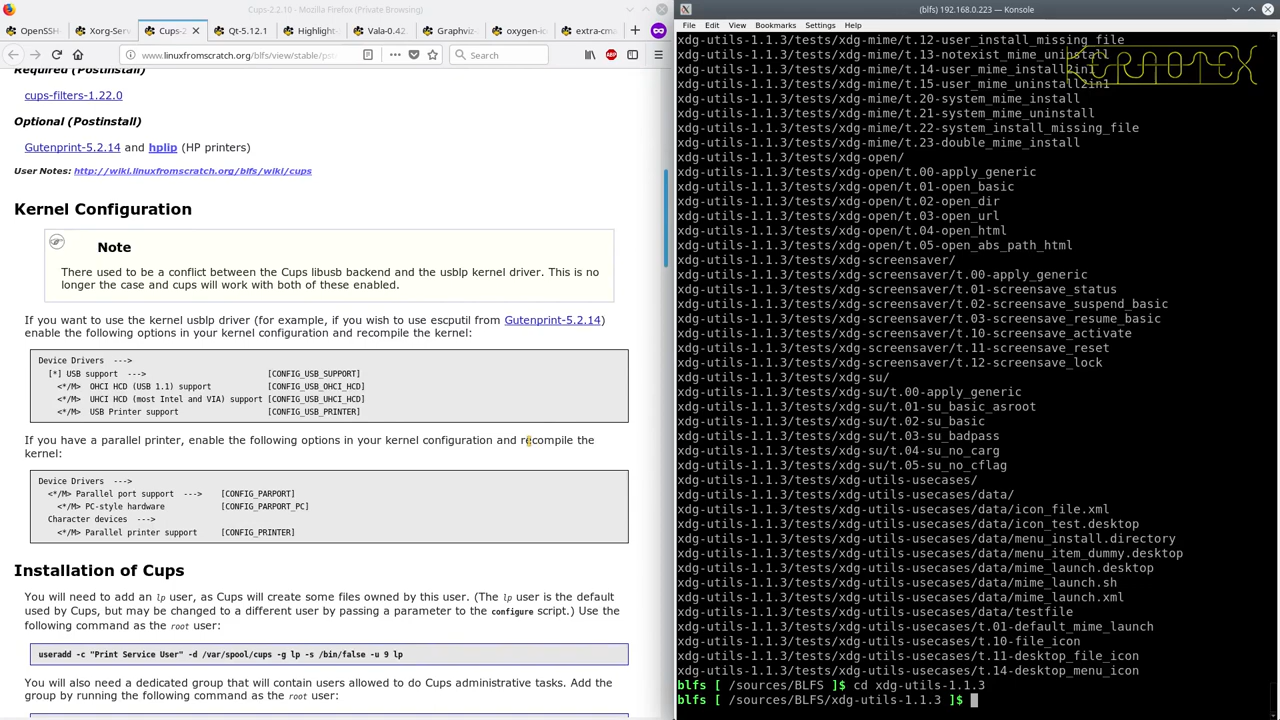 Cups-2.2.10 - Mozilla Firefox (Private Browsing)
OpenSSH
Xorg-Serv
Cups-2
Qt-5.12.1
Highlight-
Vala-0.42.
Graphviz-
oxygen-ic
extra-cma
www.linuxfromscratch.org/blfs/view/stable/pst
Search
Required (Postinstall)
cups-filters-1.22.0
Optional (Postinstall)
Gutenprint-5.2.14 and hplip (HP printers)
User Notes: http://wiki.linuxfromscratch.org/blfs/wiki/cups
Kernel Configuration
Note
There used to be a conflict between the Cups libusb backend and the usblp kernel driver. This is no
longer the case and cups will work with both of these enabled.
If you want to use the kernel usblp driver (for example, if you wish to use escputil from Gutenprint-5.2.14)
enable the following options in your kernel configuration and recompile the kernel:
Device Drivers --->
[*] USB support --->                          [CONFIG_USB_SUPPORT]
<*/M> OHCI HCD (USB 1.1) support            [CONFIG_USB_OHCI_HCD]
<*/M> UHCI HCD (most Intel and VIA) support [CONFIG_USB_UHCI_HCD]
<*/M> USB Printer support                   [CONFIG_USB_PRINTER]
If you have a parallel printer, enable the following options in your kernel configuration and recompile the
kernel:
Device Drivers --->
<*/M> Parallel port support ---> [CONFIG_PARPORT]
<*/M> PC-style hardware [CONFIG_PARPORT_PC]
Character devices --->
<*/M> Parallel printer support [CONFIG_PRINTER]
Installation of Cups
You will need to add an lp user, as Cups will create some files owned by this user. (The lp user is the default
used by Cups, but may be changed to a different user by passing a parameter to the configure script.) Use the
following command as the root user:
useradd -c "Print Service User" -d /var/spool/cups -g lp -s /bin/false -u 9 lp
You will also need a dedicated group that will contain users allowed to do Cups administrative tasks. Add the
group by running the following command as the root user:
(blfs) 192.168.0.223 — Konsole
File Edit View Bookmarks Settings Help
xdg-utils-1.1.3/tests/xdg-mime/t.12-user_install_missing_file
xdg-utils-1.1.3/tests/xdg-mime/t.13-notexist_mime_uninstall
xdg-utils-1.1.3/tests/xdg-mime/t.14-user_mime_install2in1
xdg-utils-1.1.3/tests/xdg-mime/t.15-user_mime_uninstall2in1
xdg-utils-1.1.3/tests/xdg-mime/t.20-system_mime_install
xdg-utils-1.1.3/tests/xdg-mime/t.21-system_mime_uninstall
xdg-utils-1.1.3/tests/xdg-mime/t.22-system_install_missing_file
xdg-utils-1.1.3/tests/xdg-mime/t.23-double_mime_install
xdg-utils-1.1.3/tests/xdg-open/
xdg-utils-1.1.3/tests/xdg-open/t.00-apply_generic
xdg-utils-1.1.3/tests/xdg-open/t.01-open_basic
xdg-utils-1.1.3/tests/xdg-open/t.02-open_dir
xdg-utils-1.1.3/tests/xdg-open/t.03-open_url
xdg-utils-1.1.3/tests/xdg-open/t.04-open_html
xdg-utils-1.1.3/tests/xdg-open/t.05-open_abs_path_html
xdg-utils-1.1.3/tests/xdg-screensaver/
xdg-utils-1.1.3/tests/xdg-screensaver/t.00-apply_generic
xdg-utils-1.1.3/tests/xdg-screensaver/t.01-screensave_status
xdg-utils-1.1.3/tests/xdg-screensaver/t.02-screensave_suspend_basic
xdg-utils-1.1.3/tests/xdg-screensaver/t.03-screensave_resume_basic
xdg-utils-1.1.3/tests/xdg-screensaver/t.10-screensave_activate
xdg-utils-1.1.3/tests/xdg-screensaver/t.11-screensave_reset
xdg-utils-1.1.3/tests/xdg-screensaver/t.12-screensave_lock
xdg-utils-1.1.3/tests/xdg-su/
xdg-utils-1.1.3/tests/xdg-su/t.00-apply_generic
xdg-utils-1.1.3/tests/xdg-su/t.01-su_basic_asroot
xdg-utils-1.1.3/tests/xdg-su/t.02-su_basic
xdg-utils-1.1.3/tests/xdg-su/t.03-su_badpass
xdg-utils-1.1.3/tests/xdg-su/t.04-su_no_carg
xdg-utils-1.1.3/tests/xdg-su/t.05-su_no_cflag
xdg-utils-1.1.3/tests/xdg-utils-usecases/
xdg-utils-1.1.3/tests/xdg-utils-usecases/data/
xdg-utils-1.1.3/tests/xdg-utils-usecases/data/icon_file.xml
xdg-utils-1.1.3/tests/xdg-utils-usecases/data/icon_test.desktop
xdg-utils-1.1.3/tests/xdg-utils-usecases/data/menu_install.directory
xdg-utils-1.1.3/tests/xdg-utils-usecases/data/menu_item_dummy.desktop
xdg-utils-1.1.3/tests/xdg-utils-usecases/data/mime_launch.desktop
xdg-utils-1.1.3/tests/xdg-utils-usecases/data/mime_launch.sh
xdg-utils-1.1.3/tests/xdg-utils-usecases/data/mime_launch.xml
xdg-utils-1.1.3/tests/xdg-utils-usecases/data/testfile
xdg-utils-1.1.3/tests/xdg-utils-usecases/t.01-default_mime_launch
xdg-utils-1.1.3/tests/xdg-utils-usecases/t.10-file_icon
xdg-utils-1.1.3/tests/xdg-utils-usecases/t.11-desktop_file_icon
xdg-utils-1.1.3/tests/xdg-utils-usecases/t.14-desktop_menu_icon
blfs [ /sources/BLFS ]$ cd xdg-utils-1.1.3
blfs [ /sources/BLFS/xdg-utils-1.1.3 ]$